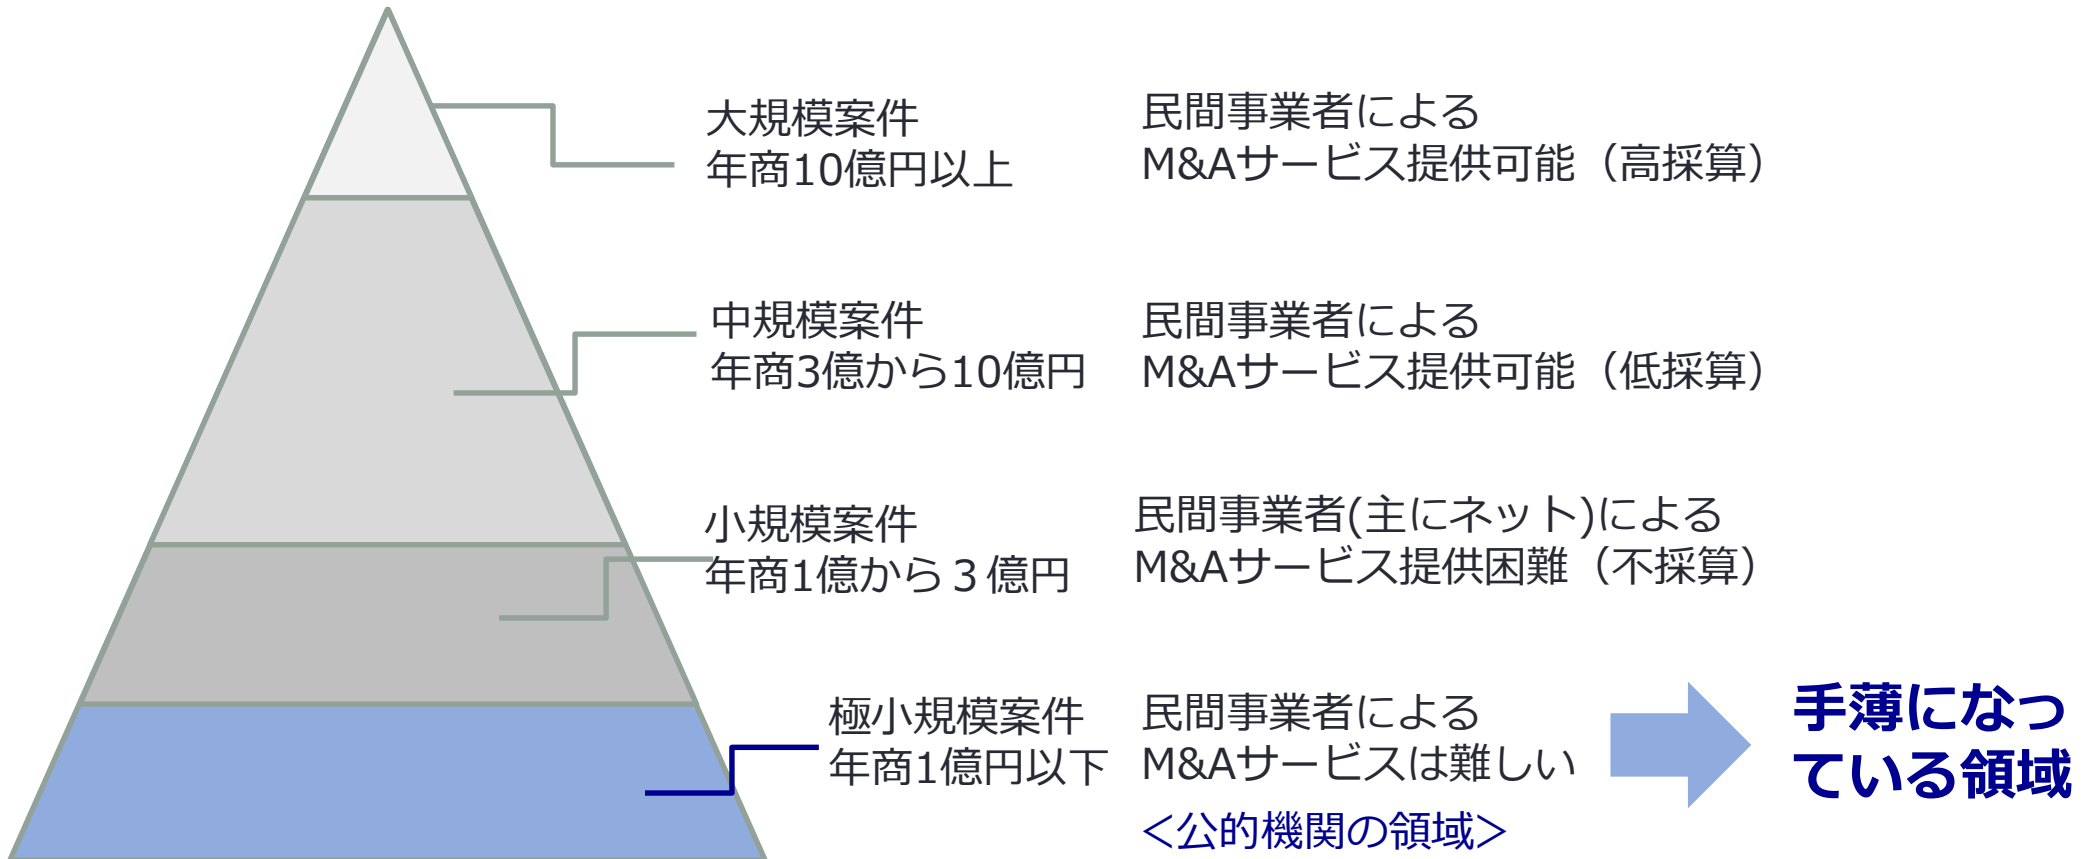 大規模案件
年商10億円以上
民間事業者による
M&Aサービス提供可能（高採算）
中規模案件
年商3億から10億円
民間事業者による
M&Aサービス提供可能（低採算）
小規模案件
年商1億から３億円
民間事業者(主にネット)による
M&Aサービス提供困難（不採算）
極小規模案件
年商1億円以下
民間事業者による
M&Aサービスは難しい
＜公的機関の領域＞
手薄になっ
ている領域